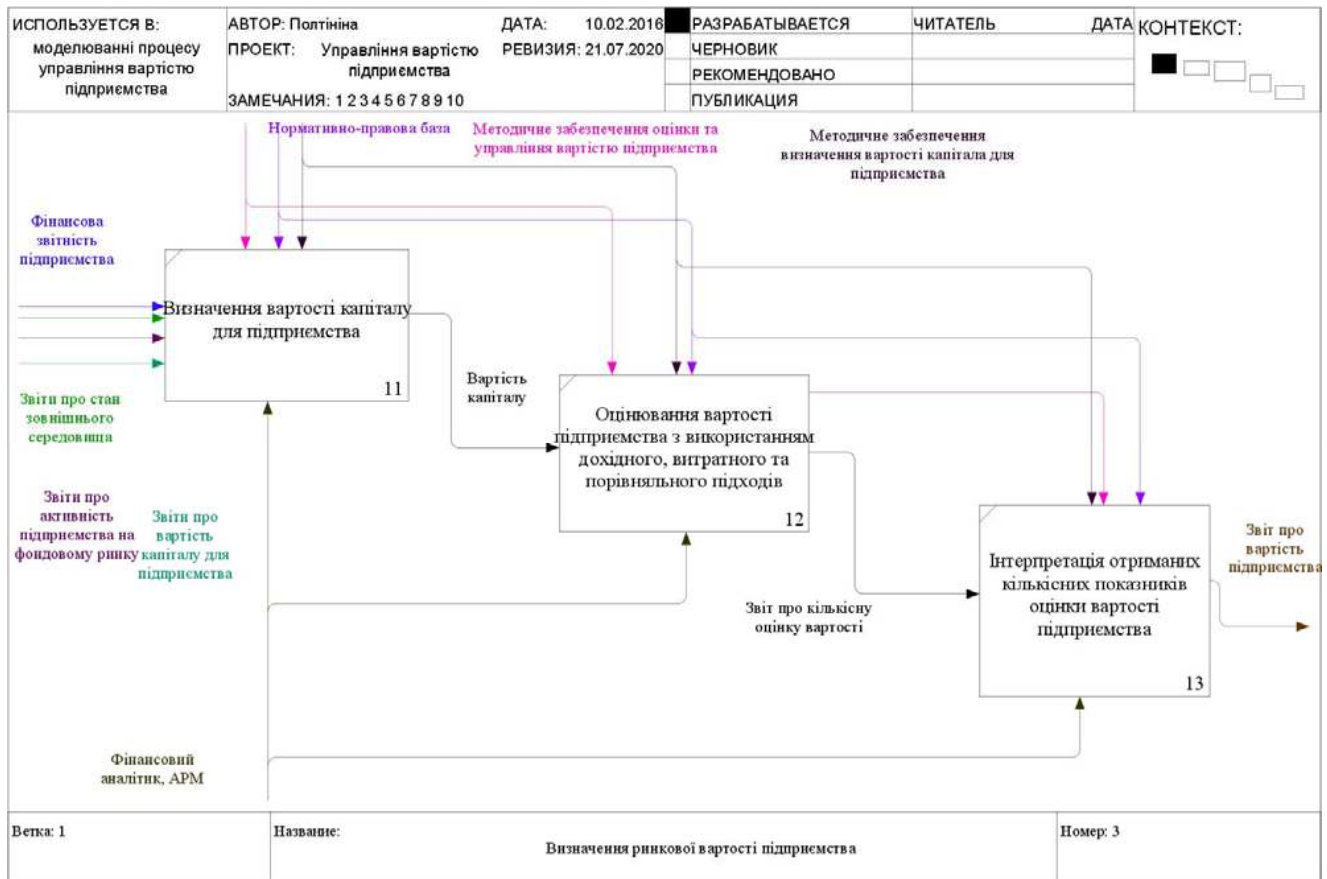 ИСПОЛЬЗУЕТСЯ В:
моделюванні процесу
управління вартістю
підприємства
АВТОР: Полтініна
ДАТА: 10.02.2016
ПРОЕКТ: Управління вартістю
підприємства
РЕВИЗИЯ: 21.07.2020
ЗАМЕЧАНИЯ: 1 2 3 4 5 6 7 8 9 10
РАЗРАБАТЫВАЕТСЯ
ЧЕРНОВИК
РЕКОМЕНДОВАНО
ПУБЛИКАЦИЯ
ЧИТАТЕЛЬ
ДАТА
КОНТЕКСТ:
Нормативно-правова база
Методичне забезпечення оцінки та
управління вартістю підприємства
Методичне забезпечення
визначення вартості капітала для
підприємства
Фінансова
звітність
підприємства
Визначення вартості капіталу
для підприємства
11
Звіти про стан
зовнішнього
середовища
Вартість
капіталу
Оцінювання вартості
підприємства з використанням
дохідного, витратного та
порівняльного підходів
12
Звіти про
активність
підприємства на
фондовому ринку
Звіти про
вартість
капіталу для
підприємства
Інтерпретація отриманих
кількісних показників
оцінки вартості
підприємства
13
Звіт про
вартість
підприємства
Звіт про кількісну
оцінку вартості
Фінансовий
аналітик, АРМ
Ветка: 1
Название:
Визначення ринкової вартості підприємства
Номер: 3